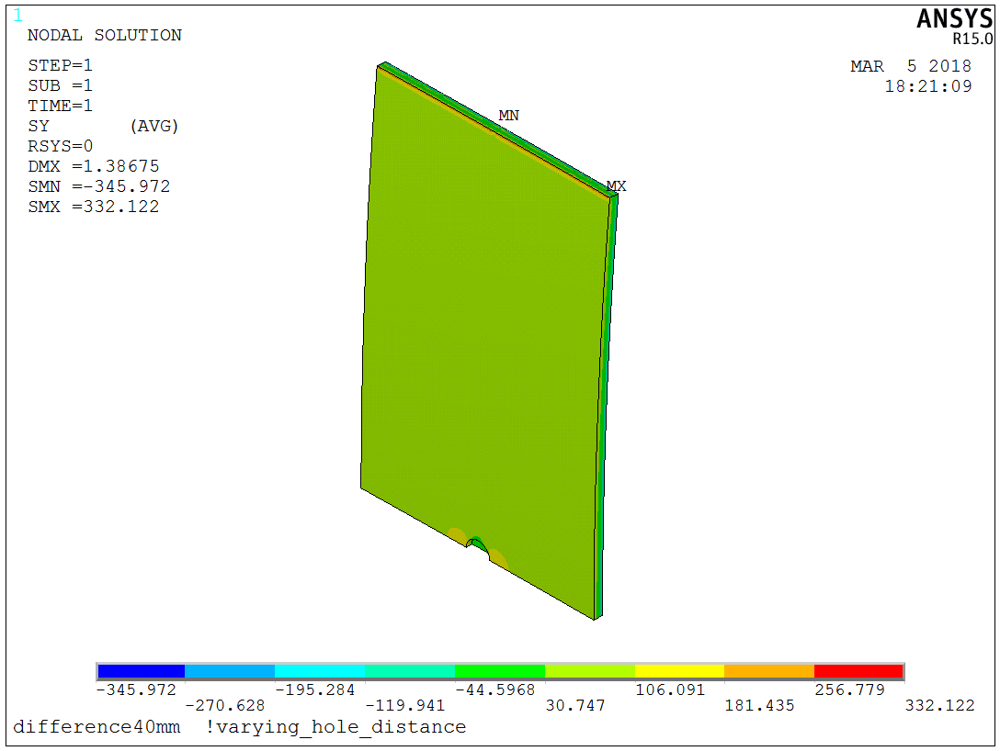 1
ANSYS
R15.0
NODAL SOLUTION
STEP=1
SUB =1
TIME=1
SY (AVG)
RSYS=0
DMX =1.38675
SMN =-345.972
SMX =332.122
MAR 5 2018
18:21:09
MN
MX
-345.972 -195.284 -44.5968 106.091 256.779
-270.628 -119.941 30.747 181.435 332.122
difference40mm !varying_hole_distance